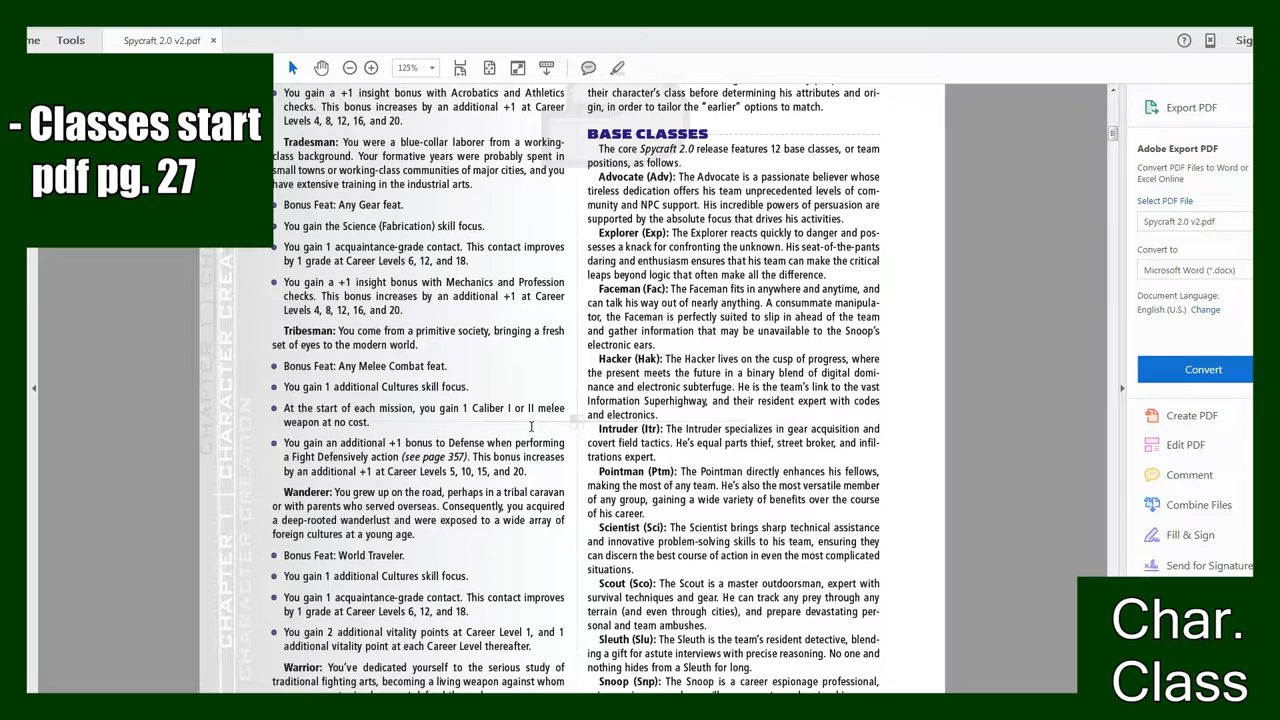 me
Tools
Spycraft 2.0 v2.pdf
×
?
Sig
125%
- Classes start
pdf pg. 27
You gain a +1 insight bonus with Acrobatics and Athletics
checks. This bonus increases by an additional +1 at Career
Levels 4, 8, 12, 16, and 20.
Tradesman: You were a blue-collar laborer from a working-
class background. Your formative years were probably spent in
small towns or working-class communities of major cities, and you
have extensive training in the industrial arts.
Bonus Feat: Any Gear feat.
You gain the Science (Fabrication) skill focus.
You gain 1 acquaintance-grade contact. This contact improves
by 1 grade at Career Levels 6, 12, and 18.
You gain a +1 insight bonus with Mechanics and Profession
checks. This bonus increases by an additional +1 at Career
Levels 4, 8, 12, 16, and 20.
Tribesman: You come from a primitive society, bringing a fresh
set of eyes to the modern world.
Bonus Feat: Any Melee Combat feat.
You gain 1 additional Cultures skill focus.
At the start of each mission, you gain 1 Caliber I or II melee
weapon at no cost.
You gain an additional +1 bonus to Defense when performing
a Fight Defensively action (see page 357). This bonus increases
by an additional +1 at Career Levels 5, 10, 15, and 20.
Wanderer: You grew up on the road, perhaps in a tribal caravan
or with parents who served overseas. Consequently, you acquired
a deep-rooted wanderlust and were exposed to a wide array of
foreign cultures at a young age.
Bonus Feat: World Traveler.
You gain 1 additional Cultures skill focus.
You gain 1 acquaintance-grade contact. This contact improves
by 1 grade at Career Levels 6, 12, and 18.
You gain 2 additional vitality points at Career Level 1, and 1
additional vitality point at each Career Level thereafter.
Warrior: You've dedicated yourself to the serious study of
traditional fighting arts, becoming a living weapon against whom
their character's class before determining his attributes and ori-
gin, in order to tailor the "earlier" options to match.
BASE CLASSES
The core Spycraft 2.0 release features 12 base classes, or team
positions, as follows.
Advocate (Adv): The Advocate is a passionate believer whose
tireless dedication offers his team unprecedented levels of com-
munity and NPC support. His incredible powers of persuasion are
supported by the absolute focus that drives his activities.
Explorer (Exp): The Explorer reacts quickly to danger and pos-
sesses a knack for confronting the unknown. His seat-of-the-pants
daring and enthusiasm ensures that his team can make the critical
leaps beyond logic that often make all the difference.
Faceman (Fac): The Faceman fits in anywhere and anytime, and
can talk his way out of nearly anything. A consummate manipula-
tor, the Faceman is perfectly suited to slip in ahead of the team
and gather information that may be unavailable to the Snoop's
electronic ears.
Hacker (Hak): The Hacker lives on the cusp of progress, where
the present meets the future in a binary blend of digital domi-
nance and electronic subterfuge. He is the team's link to the vast
Information Superhighway, and their resident expert with codes
and electronics.
Intruder (Itr): The Intruder specializes in gear acquisition and
covert field tactics. He's equal parts thief, street broker, and infil-
trations expert.
Pointman (Ptm): The Pointman directly enhances his fellows,
making the most of any team. He's also the most versatile member
of any group, gaining a wide variety of benefits over the course
of his career.
Scientist (Sci): The Scientist brings sharp technical assistance
and innovative problem-solving skills to his team, ensuring they
can discern the best course of action in even the most complicated
situations.
Scout (Sco): The Scout is a master outdoorsman, expert with
survival techniques and gear. He can track any prey through any
terrain (and even through cities), and prepare devastating per-
sonal and team ambushes.
Sleuth (Slu): The Sleuth is the team's resident detective, blend-
ing a gift for astute interviews with precise reasoning. No one and
nothing hides from a Sleuth for long.
Snoop (Snp): The Snoop is a career espionage professional,
CHAPTER 1
CHARACTER CREA
Export PDF
Adobe Export PDF
Convert PDF Files to Word or
Excel Online
Select PDF File
Spycraft 2.0 v2.pdf
Convert to
Microsoft Word (*.docx)
Document Language:
English (U.S.) Change
Convert
Create PDF
Edit PDF
Comment
Combine Files
Fill & Sign
Send for Signature
Char.
Class